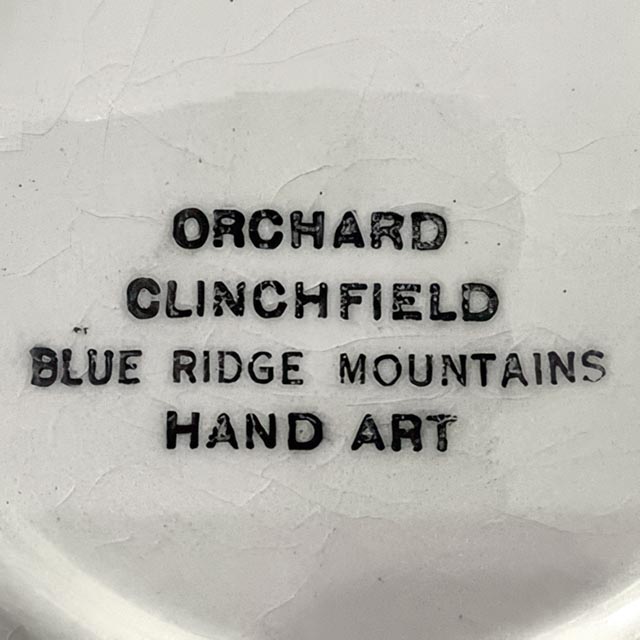 ORCHARD
CLINCHFIELD
BLUE RIDGE MOUNTAINS
HAND ART